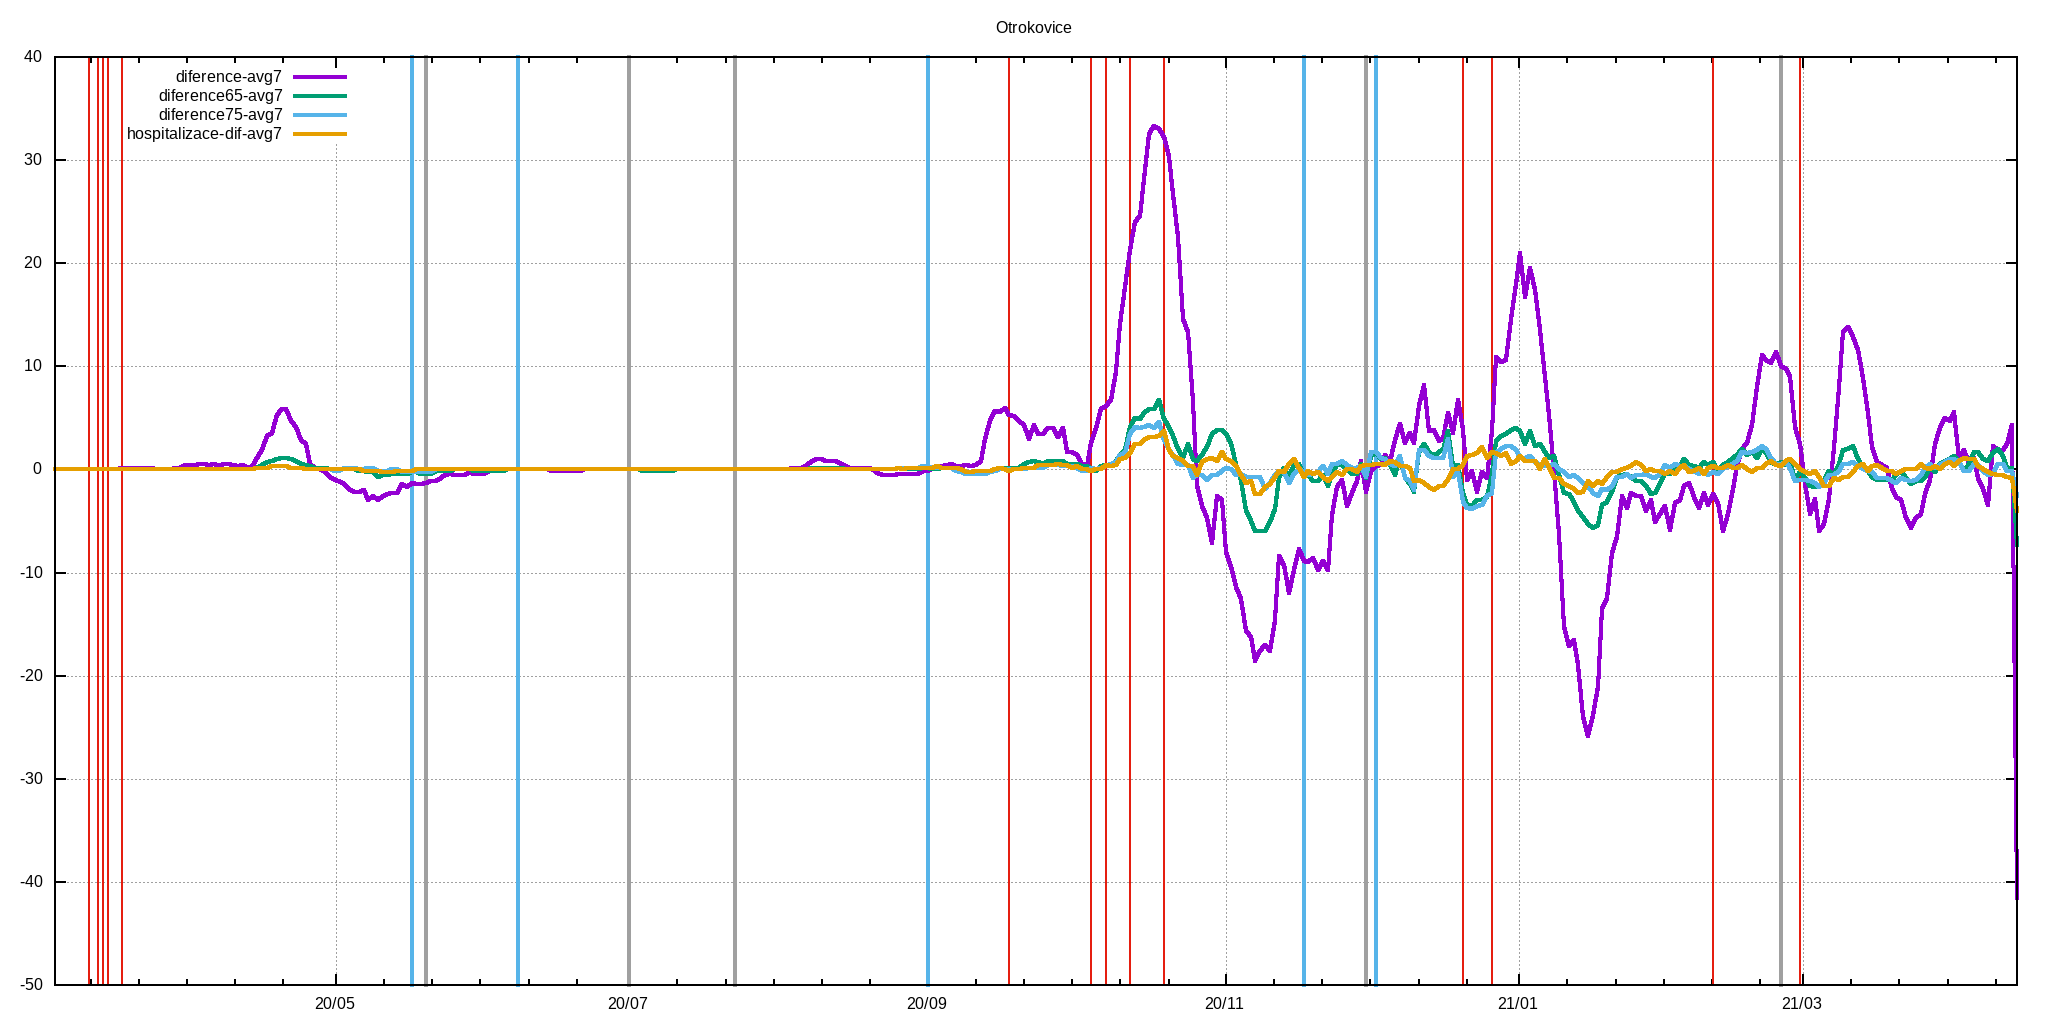 Otrokovice
diference-avg7
diference65-avg7
diference75-avg7
hospitalizace-dif-avg7
40
30
20
10
0
-10
-20
-30
-40
-50
20/05 20/07 20/09 20/11 21/01 21/03